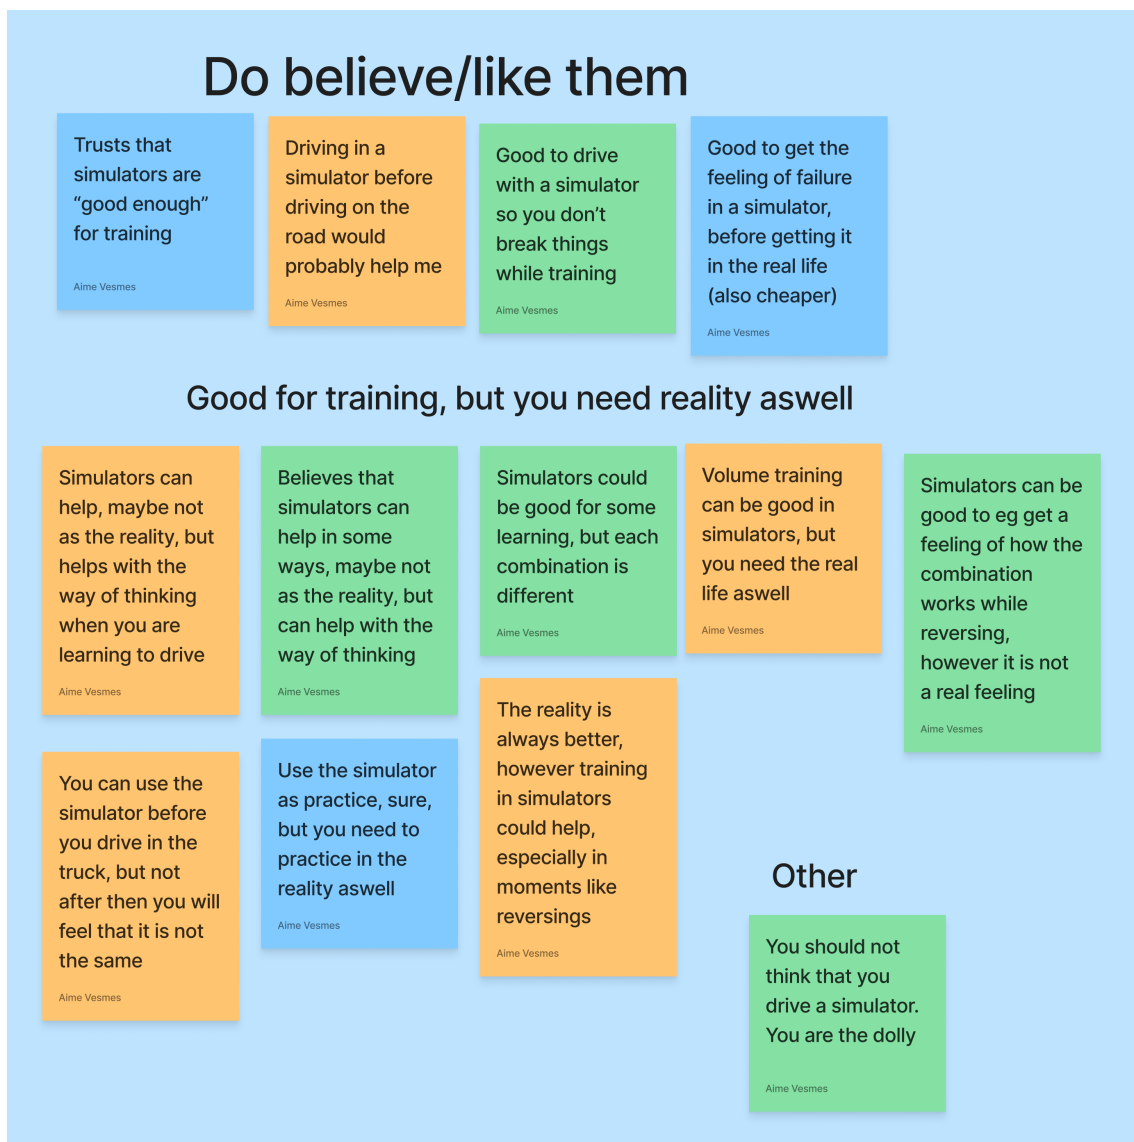 Do believe/like them
Trusts that
simulators are
“good enough”
for training
Aime Vesmes
Driving in a
simulator before
driving on the
road would
probably help me
Aime Vesmes
Good to drive
with a simulator
so you don’t
break things
while training
Aime Vesmes
Good to get the
feeling of failure
in a simulator,
before getting it
in the real life
(also cheaper)
Aime Vesmes
Good for training, but you need reality aswell
Simulators can
help, maybe not
as the reality, but
helps with the
way of thinking
when you are
learning to drive
Aime Vesmes
Believes that
simulators can
help in some
ways, maybe not
as the reality, but
can help with the
way of thinking
Aime Vesmes
Simulators could
be good for some
learning, but each
combination is
different
Aime Vesmes
Volume training
can be good in
simulators, but
you need the real
life aswell
Aime Vesmes
Simulators can be
good to eg get a
feeling of how the
combination
works while
reversing,
however it is not
a real feeling
Aime Vesmes
You can use the
simulator before
you drive in the
truck, but not
after then you will
feel that it is not
the same
Aime Vesmes
Use the simulator
as practice, sure,
but you need to
practice in the
reality aswell
Aime Vesmes
The reality is
always better,
however training
in simulators
could help,
especially in
moments like
reversings
Aime Vesmes
Other
You should not
think that you
drive a simulator.
You are the dolly
Aime Vesmes